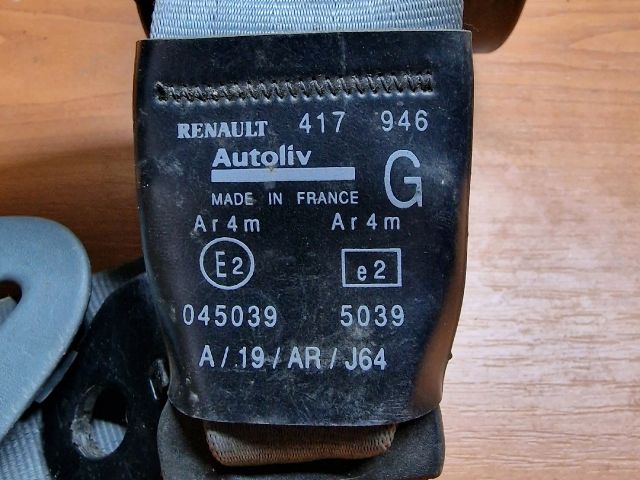 RENAULT 417 946
Autoliv G
MADE IN FRANCE
Ar4m Ar4m
E2 e2
045039 5039
A/19/AR/J64